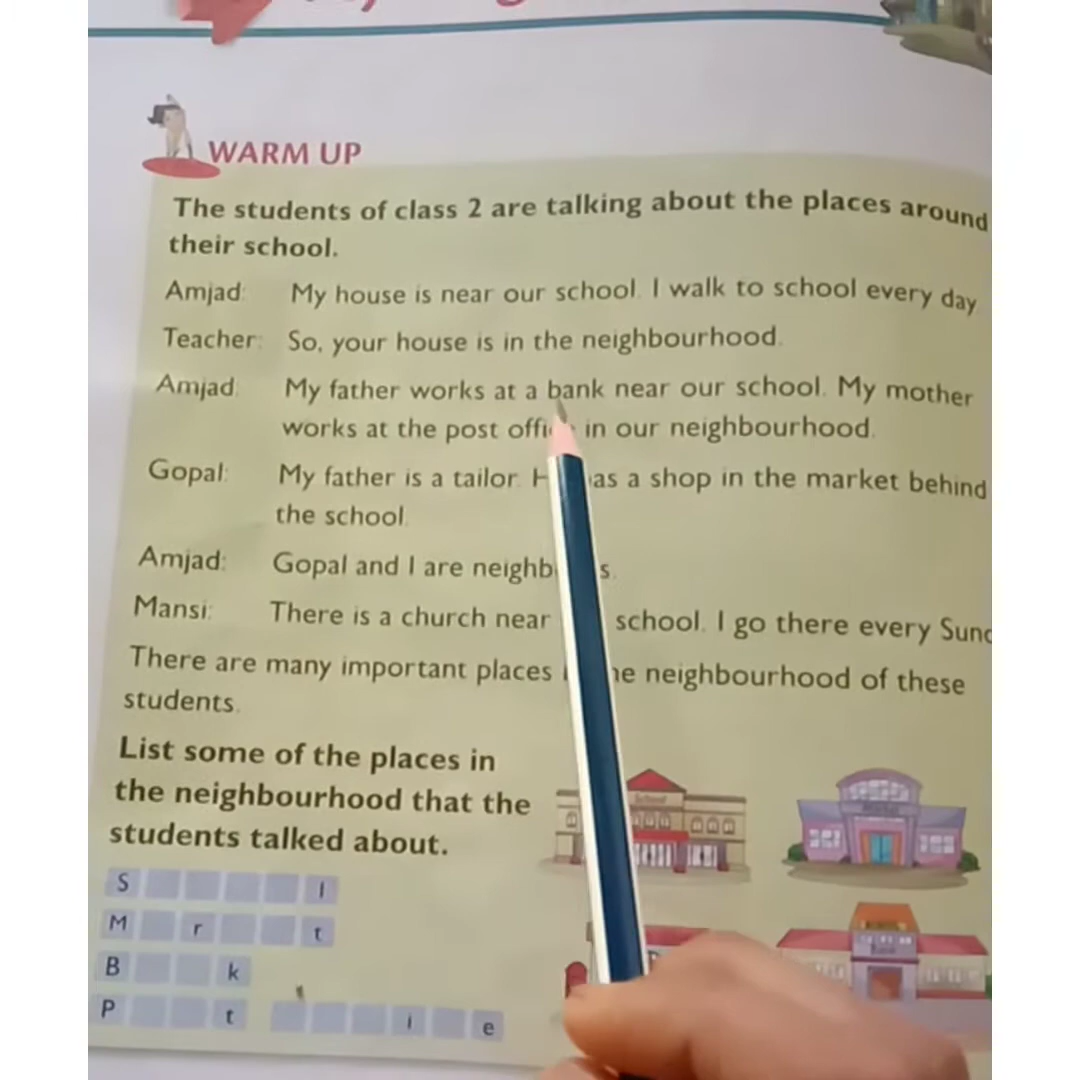 WARM UP
The students of class 2 are talking about the places around
their school.
Amjad: My house is near our school. I walk to school every day
Teacher: So, your house is in the neighbourhood.
Amjad: My father works at a bank near our school. My mother
works at the post offi in our neighbourhood.
Gopal: My father is a tailor. H as a shop in the market behind
the school.
Amjad: Gopal and I are neighb s.
Mansi: There is a church near school. I go there every Sund
There are many important places he neighbourhood of these
students.
List some of the places in
the neighbourhood that the
students talked about.
School
S l
M r t
B k
P t i e